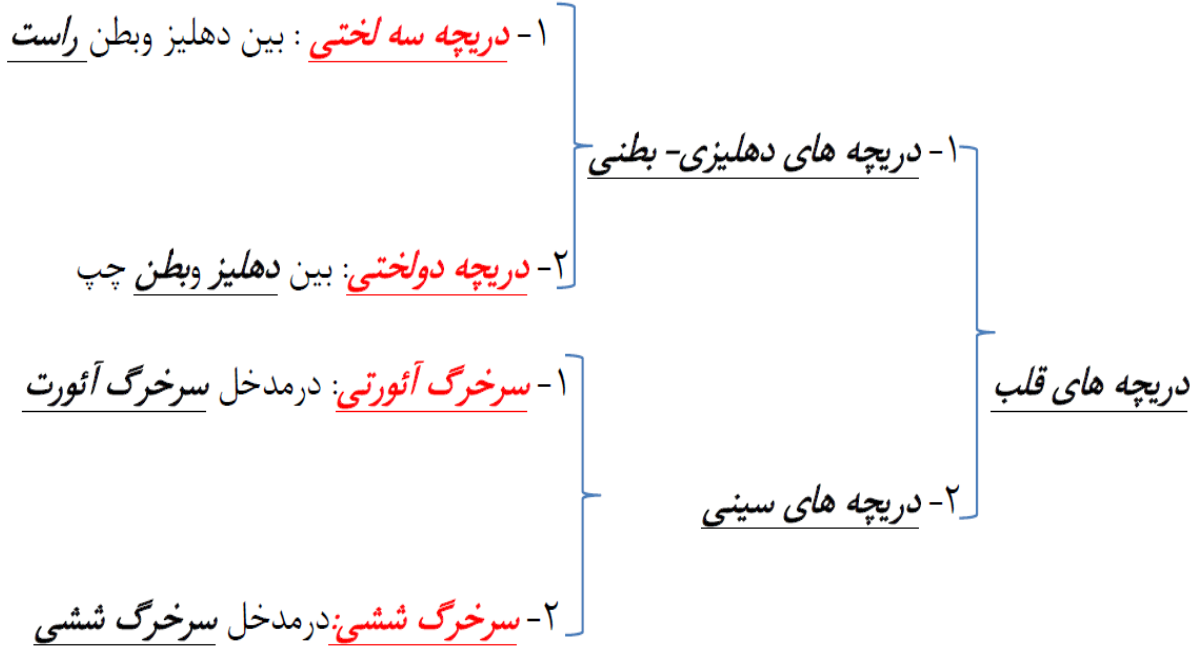 ۱- دریچه سه لختی : بین دهلیز وبطن راست
۱- دریچه های دهلیزی- بطنی
۲- دریچه دولختی: بین دهلیز وبطن چپ
۱- سرخرگ آئورتی: درمدخل سرخرگ آئورت
دریچه های قلب
۲- دریچه های سینی
۲- سرخرگ ششی:درمدخل سرخرگ ششی